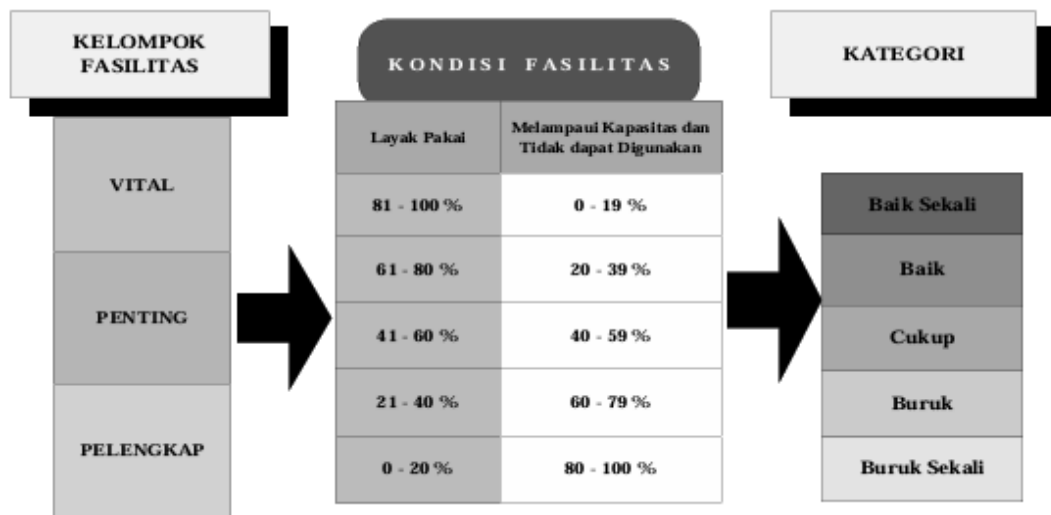 KELOMPOK
FASILITAS
VITAL
PENTING
PELENGKAP
KONDISI FASILITAS
Layak Pakai
Melampaui Kapasitas dan
Tidak dapat Digunakan
81 - 100 %
0 - 19 %
61 - 80 %
20 - 39 %
41 - 60 %
40 - 59 %
21 - 40 %
60 - 79 %
0 - 20 %
80 - 100 %
KATEGORI
Baik Sekali
Baik
Cukup
Buruk
Buruk Sekali